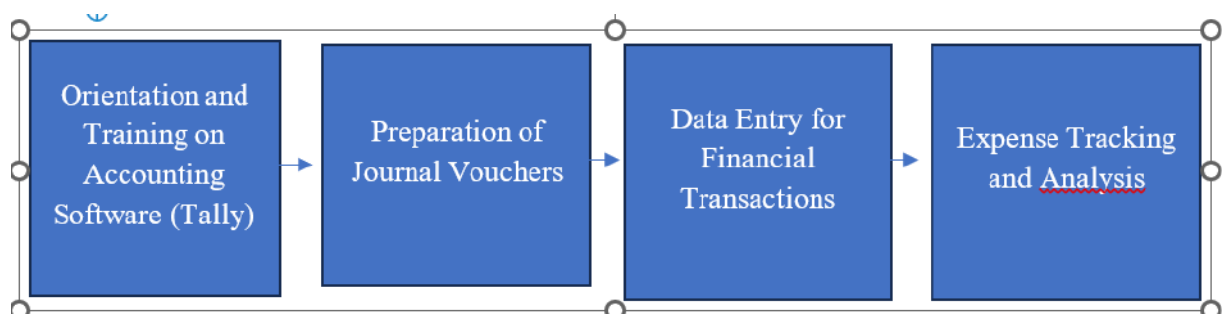 Orientation and
Training on
Accounting
Software (Tally)
Preparation of
Journal Vouchers
Data Entry for
Financial
Transactions
Expense Tracking
and Analysis